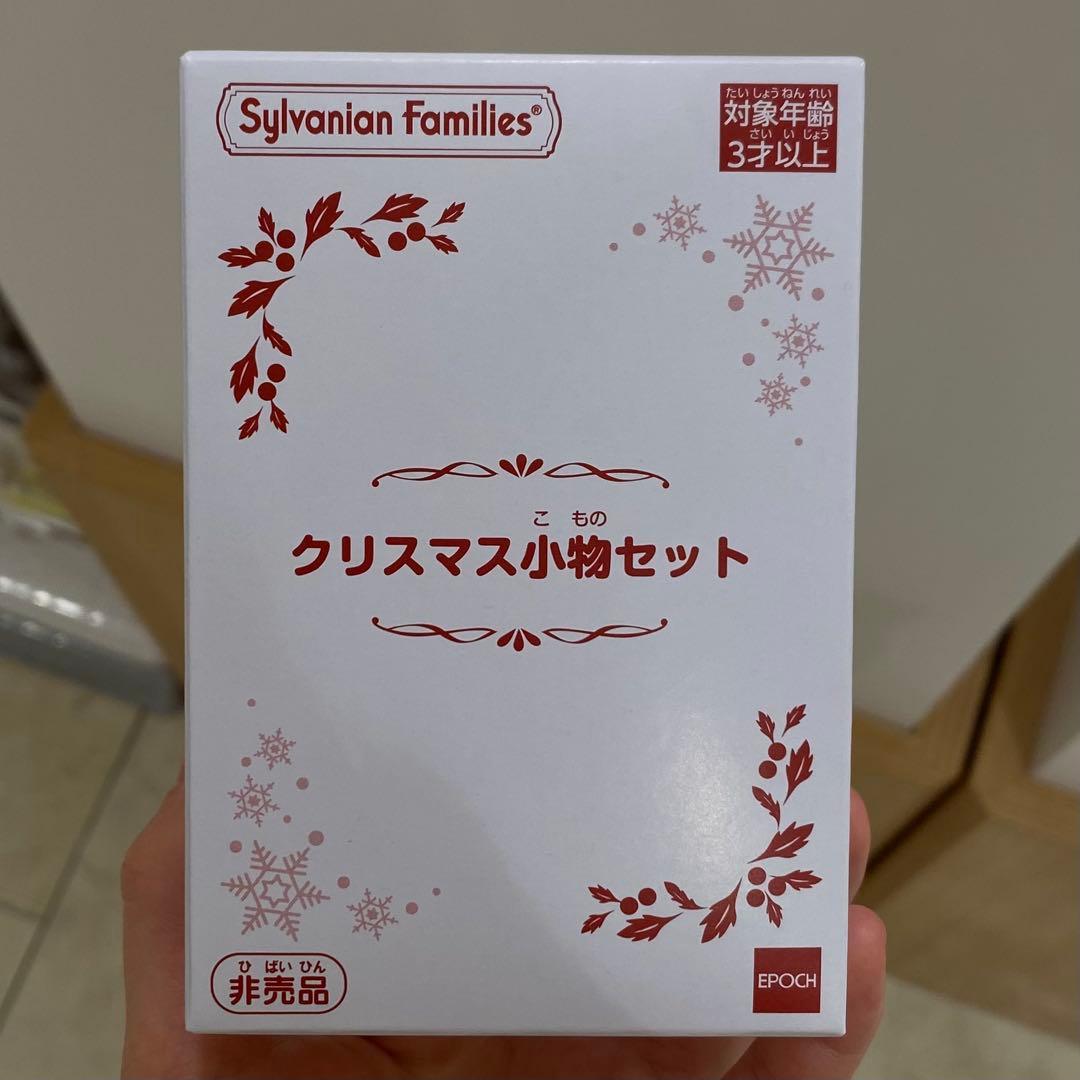 Sylvanian Families®
たいしょうねんれい
対象年齢
さいいじょう
3才以上
こもの
クリスマス小物セット
ひばいひん
非売品
EPOCH